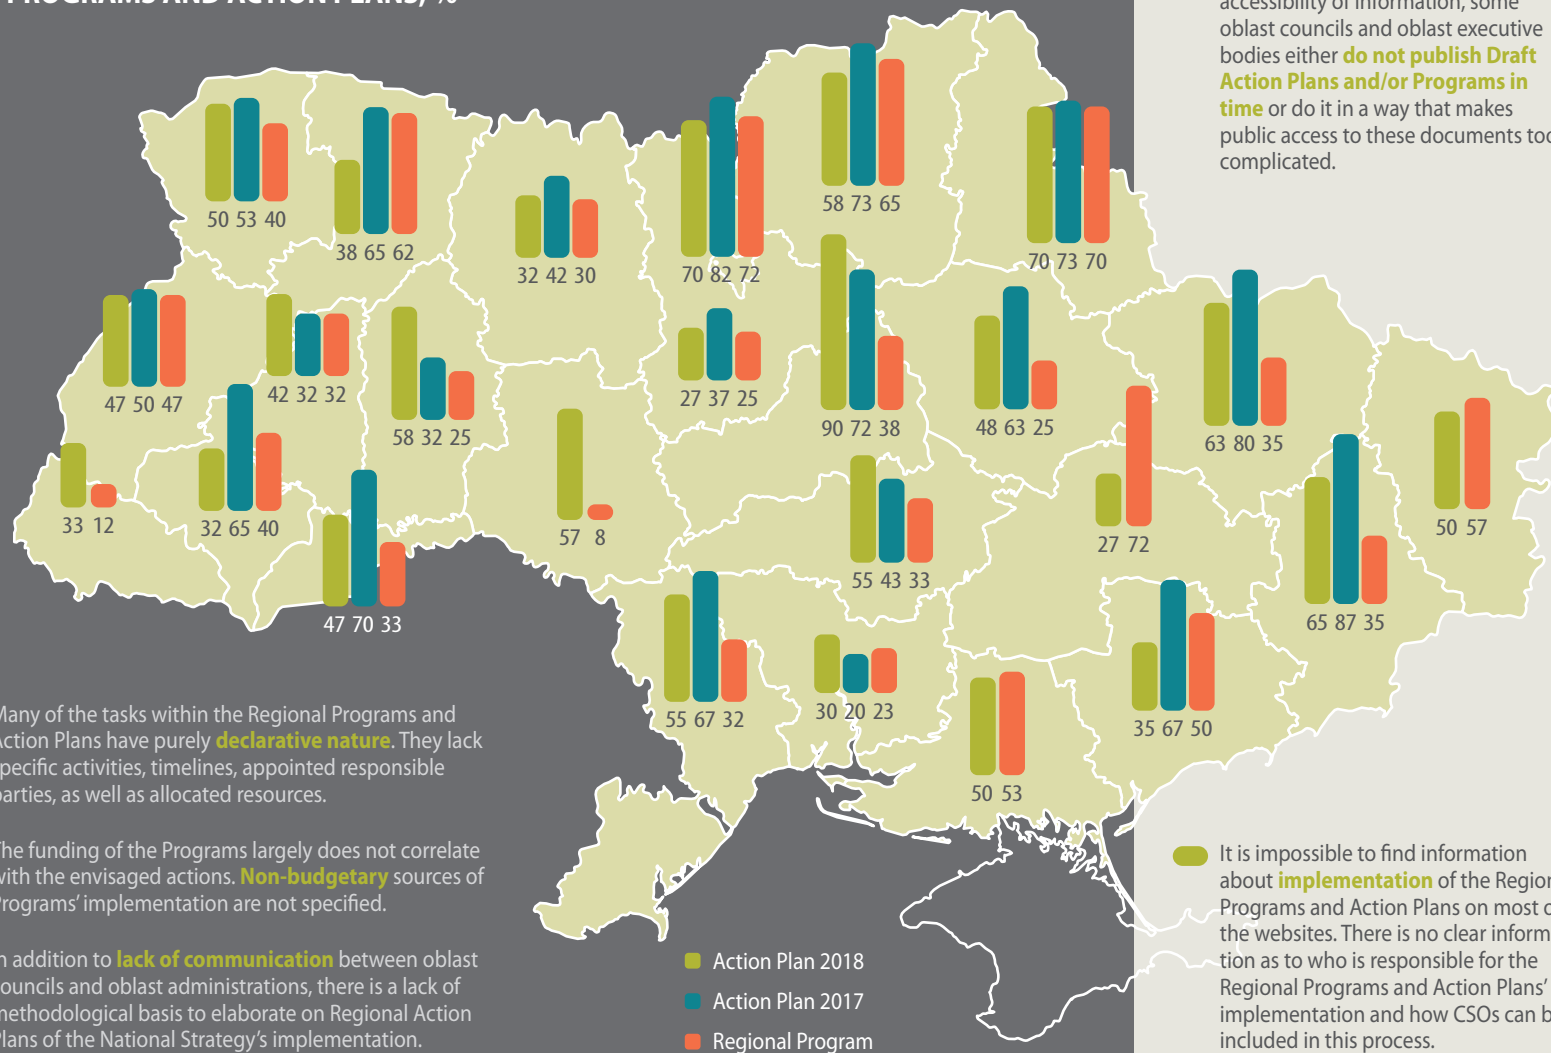 PROGRAMS AND ACTION PLANS, %
accessibility of information, some
oblast councils and oblast executive
bodies either do not publish Draft
Action Plans and/or Programs in
time or do it in a way that makes
public access to these documents too
complicated.
50 53 40
38 65 62
32 42 30
70 82 72
58 73 65
70 73 70
47 50 47
42 32 32
58 32 25
27 37 25
90 72 38
48 63 25
63 80 35
33 12
32 65 40
57 8
55 43 33
27 72
50 57
47 70 33
65 87 35
55 67 32
30 20 23
35 67 50
50 53
Many of the tasks within the Regional Programs and
Action Plans have purely declarative nature. They lack
specific activities, timelines, appointed responsible
parties, as well as allocated resources.
The funding of the Programs largely does not correlate
with the envisaged actions. Non-budgetary sources of
Programs' implementation are not specified.
In addition to lack of communication between oblast
councils and oblast administrations, there is a lack of
methodological basis to elaborate on Regional Action
Plans of the National Strategy's implementation.
Action Plan 2018
Action Plan 2017
Regional Program
It is impossible to find information
about implementation of the Region
Programs and Action Plans on most o
the websites. There is no clear inform
tion as to who is responsible for the
Regional Programs and Action Plans'
implementation and how CSOs can b
included in this process.